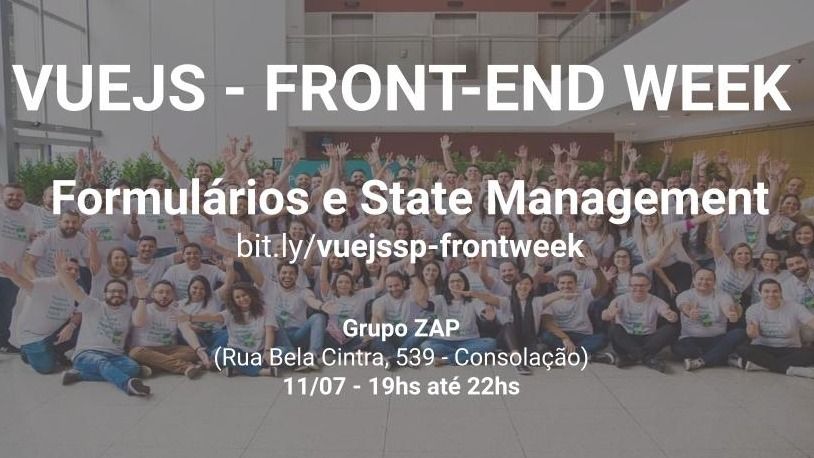 VUEJS - FRONT-END WEEK
Formulários e State Management
bit.ly/vuejssp-frontweek
Grupo ZAP
(Rua Bela Cintra, 539 - Consolação)
11/07 - 19hs até 22hs